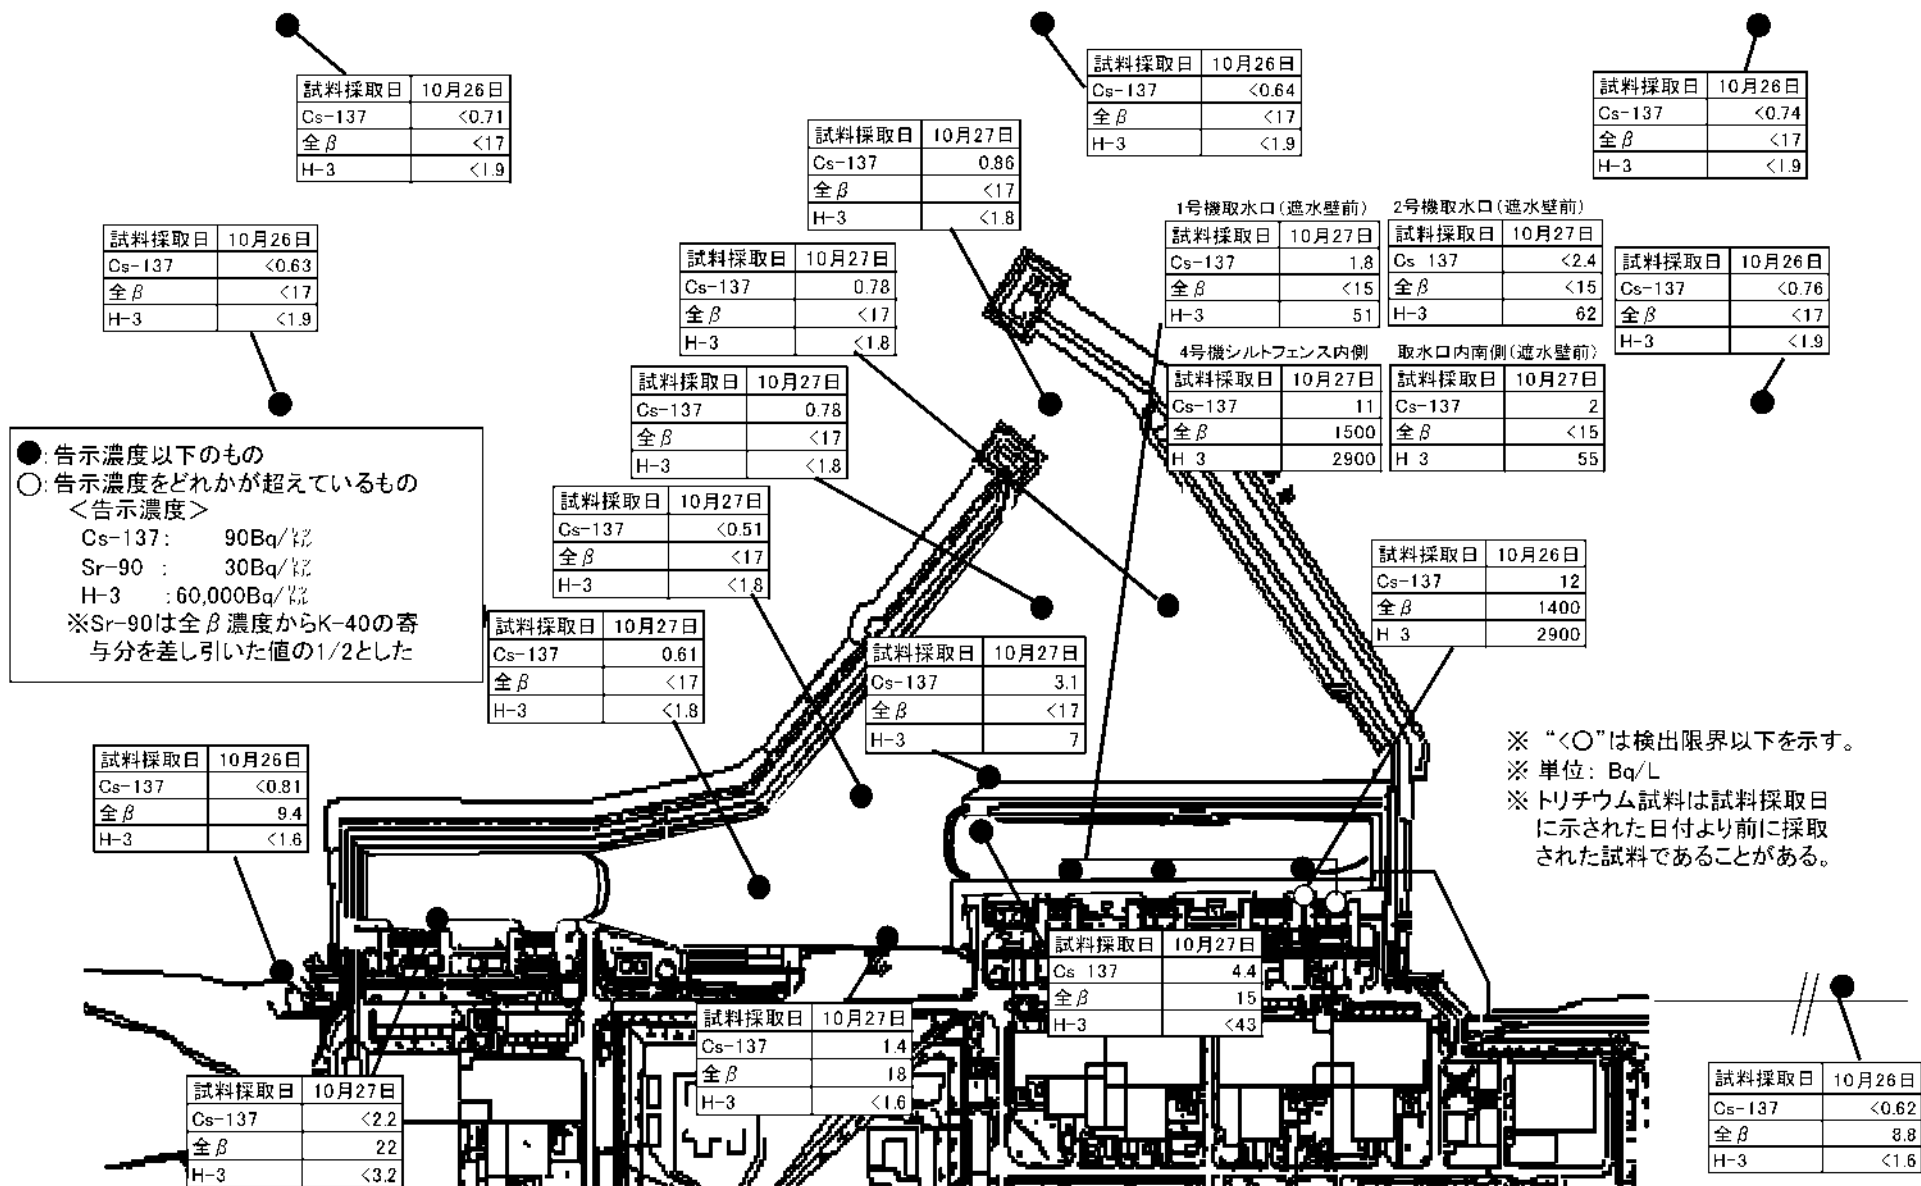 試料採取日 10月26日
Cs-137 <0.71
全β <17
H-3 <1.9
試料採取日 10月26日
Cs-137 <0.64
全β <17
H-3 <1.9
試料採取日 10月26日
Cs-137 <0.74
全β <17
H-3 <1.9
試料採取日 10月27日
Cs-137 0.86
全β <17
H-3 <1.8
試料採取日 10月26日
Cs-137 <0.63
全β <17
H-3 <1.9
試料採取日 10月27日
Cs-137 0.78
全β <17
H-3 <1.8
1号機取水口(遮水壁前)
試料採取日 10月27日
Cs-137 1.8
全β <15
H-3 51
2号機取水口(遮水壁前)
試料採取日 10月27日
Cs 137 <2.4
全β <15
H-3 62
試料採取日 10月26日
Cs-137 <0.76
全β <17
H-3 <1.9
4号機シルトフェンス内側
試料採取日 10月27日
Cs-137 11
全β 1500
H 3 2900
取水口内南側(遮水壁前)
試料採取日 10月27日
Cs-137 2
全β <15
H 3 55
試料採取日 10月27日
Cs-137 0.78
全β <17
H-3 <1.8
●:告示濃度以下のもの
○:告示濃度をどれかが超えているもの
<告示濃度>
Cs-137: 90Bq/㍑
Sr-90 : 30Bq/㍑
H-3 :60,000Bq/㍑
※Sr-90は全β濃度からK-40の寄
与分を差し引いた値の1/2とした
試料採取日 10月27日
Cs-137 <0.51
全β <17
H-3 <1.8
試料採取日 10月26日
Cs-137 12
全β 1400
H 3 2900
試料採取日 10月27日
Cs-137 0.61
全β <17
H-3 <1.8
試料採取日 10月27日
Cs-137 3.1
全β <17
H-3 7
試料採取日 10月26日
Cs-137 <0.81
全β 9.4
H-3 <1.6
※ “<○”は検出限界以下を示す。
※ 単位: Bq/L
※ トリチウム試料は試料採取日
に示された日付より前に採取
された試料であることがある。
試料採取日 10月27日
Cs 137 4.4
全β 15
H-3 <43
試料採取日 10月27日
Cs-137 1.4
全β 18
H-3 <1.6
試料採取日 10月27日
Cs-137 <2.2
全β 22
H-3 <3.2
試料採取日 10月26日
Cs-137 <0.62
全β 8.8
H-3 <1.6